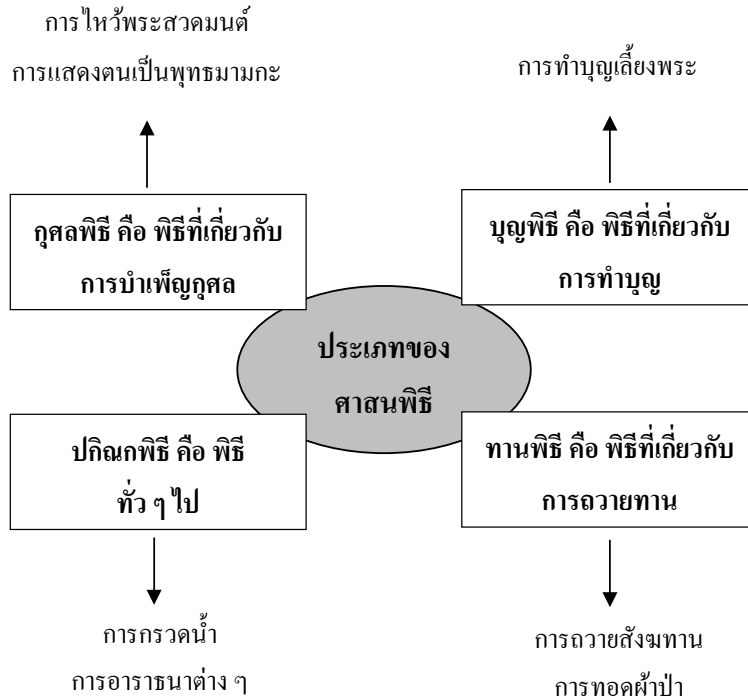 การไหว้พระสวดมนต์
การแสดงตนเป็นพุทธมามกะ
การทำบุญเลี้ยงพระ
กุศลพิธี คือ พิธีที่เกี่ยวกับ
การบำเพ็ญกุศล
บุญพิธี คือ พิธีที่เกี่ยวกับ
การทำบุญ
ประเภทของ
ศาสนพิธี
ปกิณกพิธี คือ พิธี
ทั่ว ๆ ไป
ทานพิธี คือ พิธีที่เกี่ยวกับ
การถวายทาน
การกรวดน้ำ
การอาราธนาต่าง ๆ
การถวายสังฆทาน
การทอดผ้าป่า